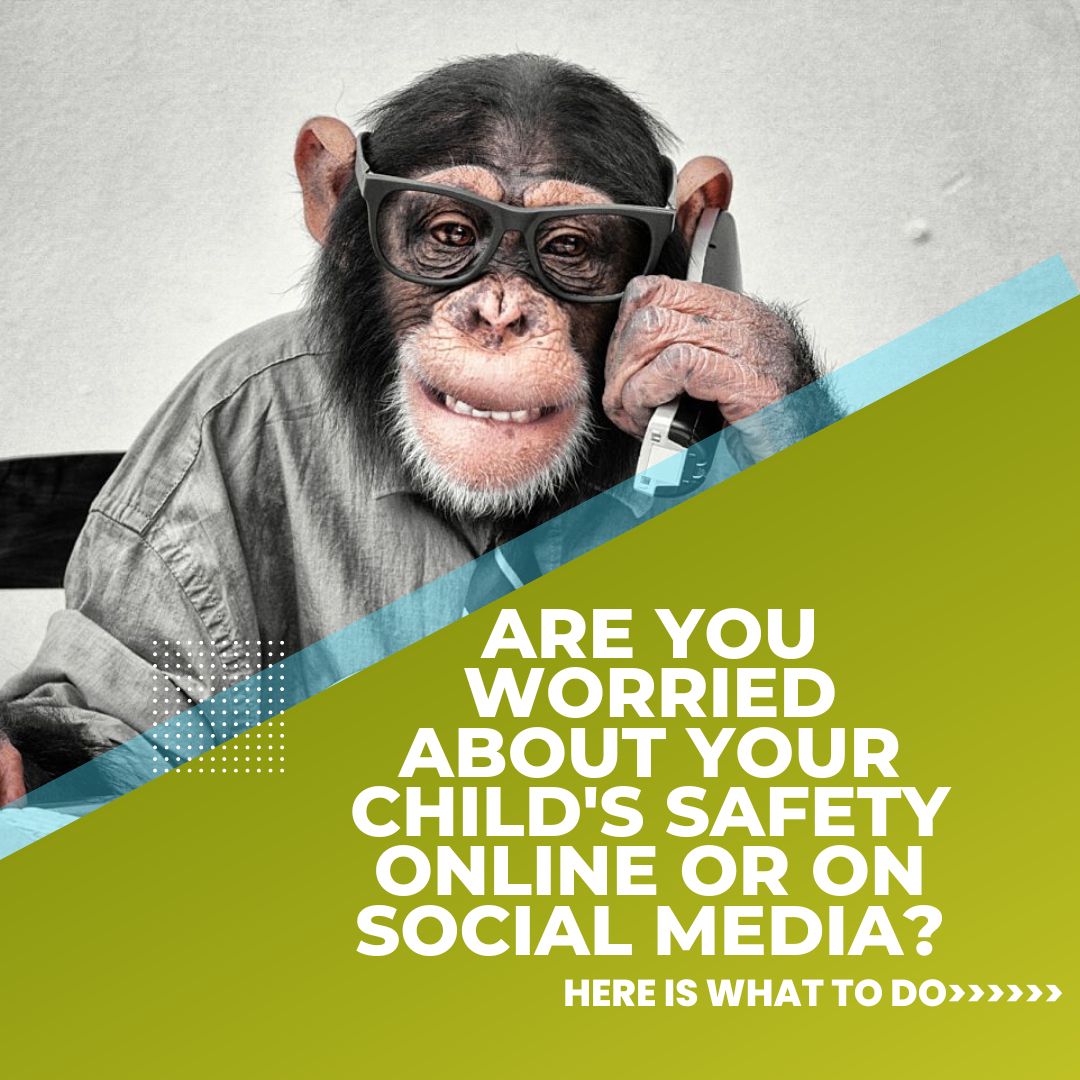 ARE YOU
WORRIED
ABOUT YOUR
CHILD'S SAFETY
ONLINE OR ON
SOCIAL MEDIA?
HERE IS WHAT TO DO>>>>>>